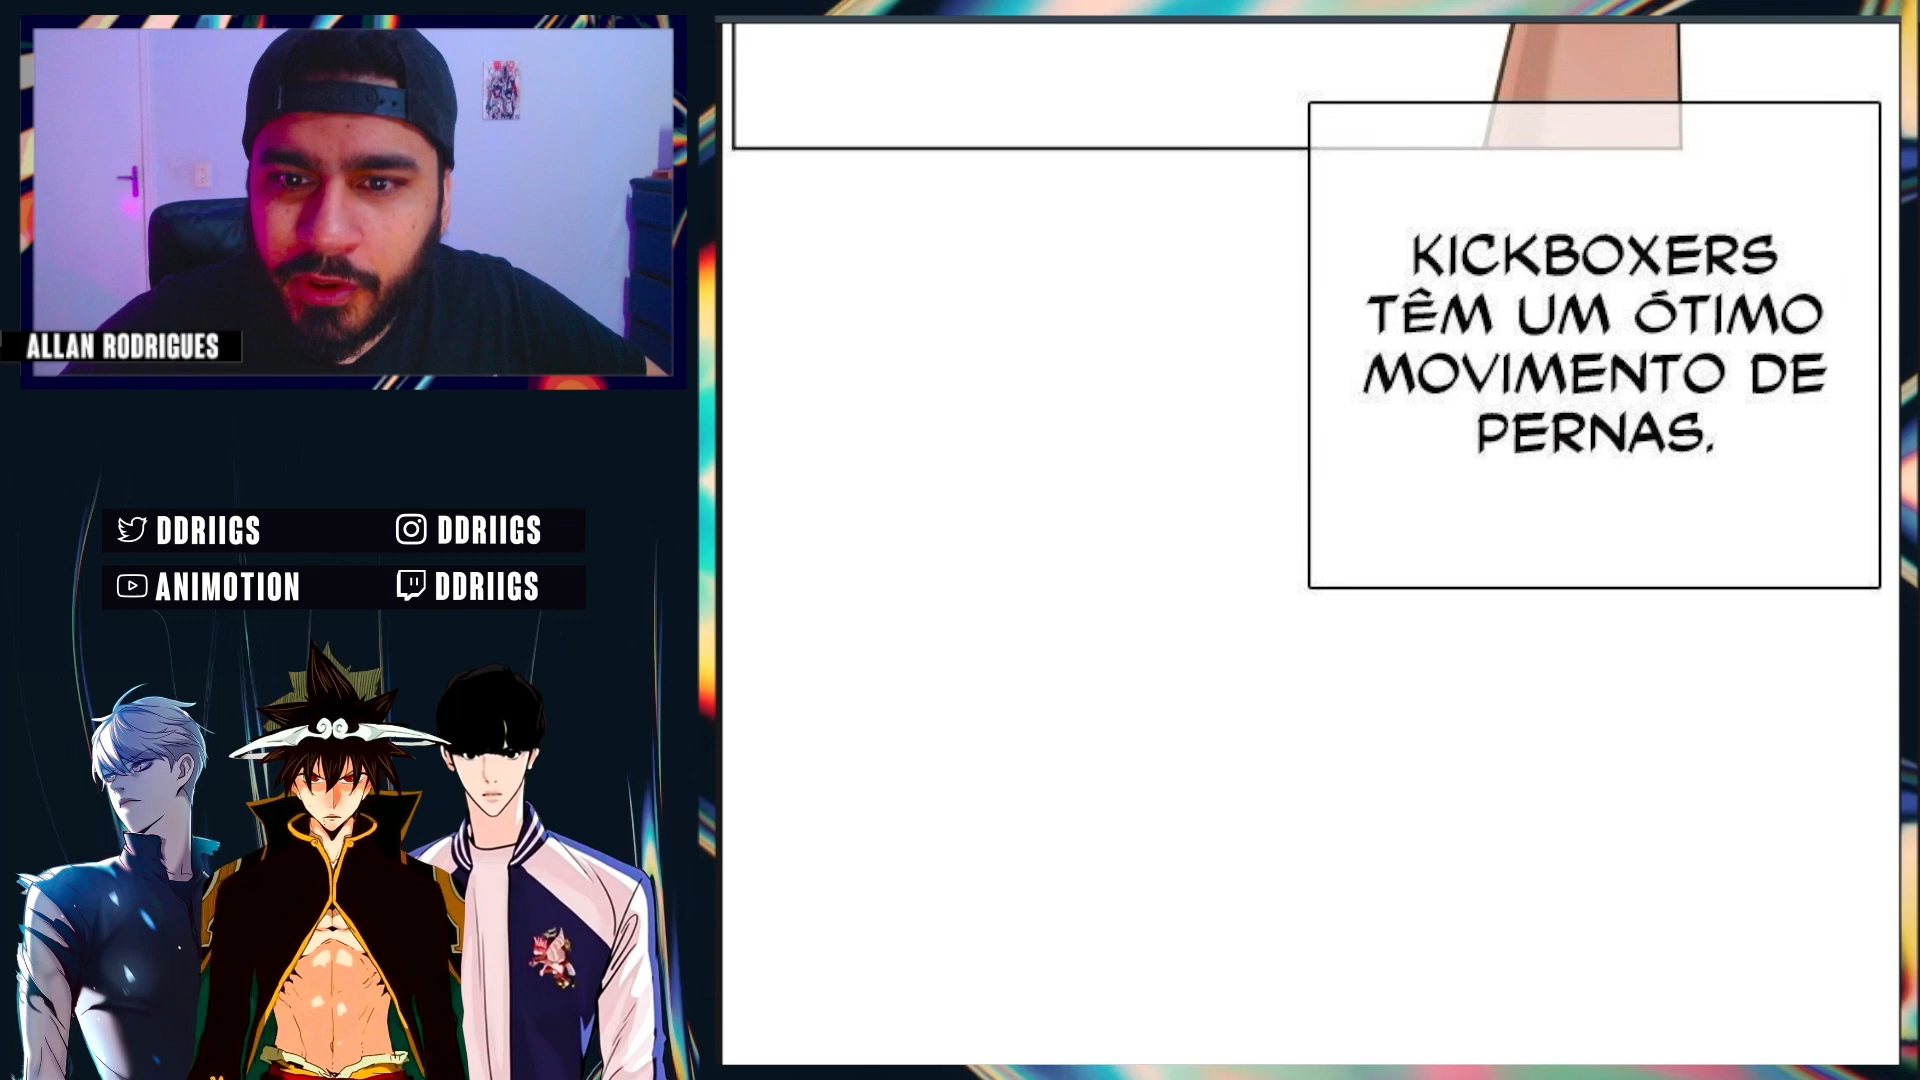 ALLAN RODRIGUES
DDRIIGS
DDRIIGS
ANIMOTION
DDRIIGS
KICKBOXERS
TÊM UM ÓTIMO
MOVIMENTO DE
PERNAS.